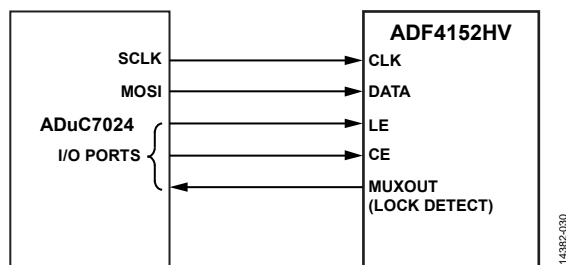 ADF4152HV
SCLK
CLK
MOSI
DATA
ADuC7024
LE
I/O PORTS
CE
MUXOUT
(LOCK DETECT)
14382-030